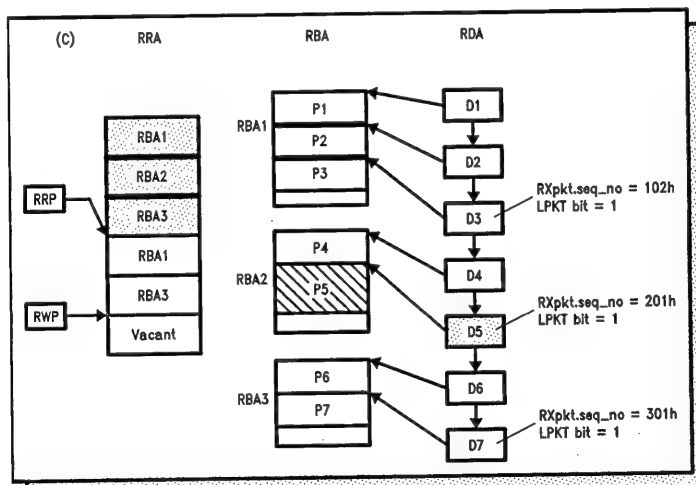 (C)
RRA
RBA
RDA
RBA1
RBA2
RBA3
RBA1
RBA3
Vacant
RRP
RWP
RBA1
P1
P2
P3
RBA2
P4
P5
RBA3
P6
P7
D1
D2
D3
D4
D5
D6
D7
RXpkt.seq_no = 102h
LPKT bit = 1
RXpkt.seq_no = 201h
LPKT bit = 1
RXpkt.seq_no = 301h
LPKT bit = 1